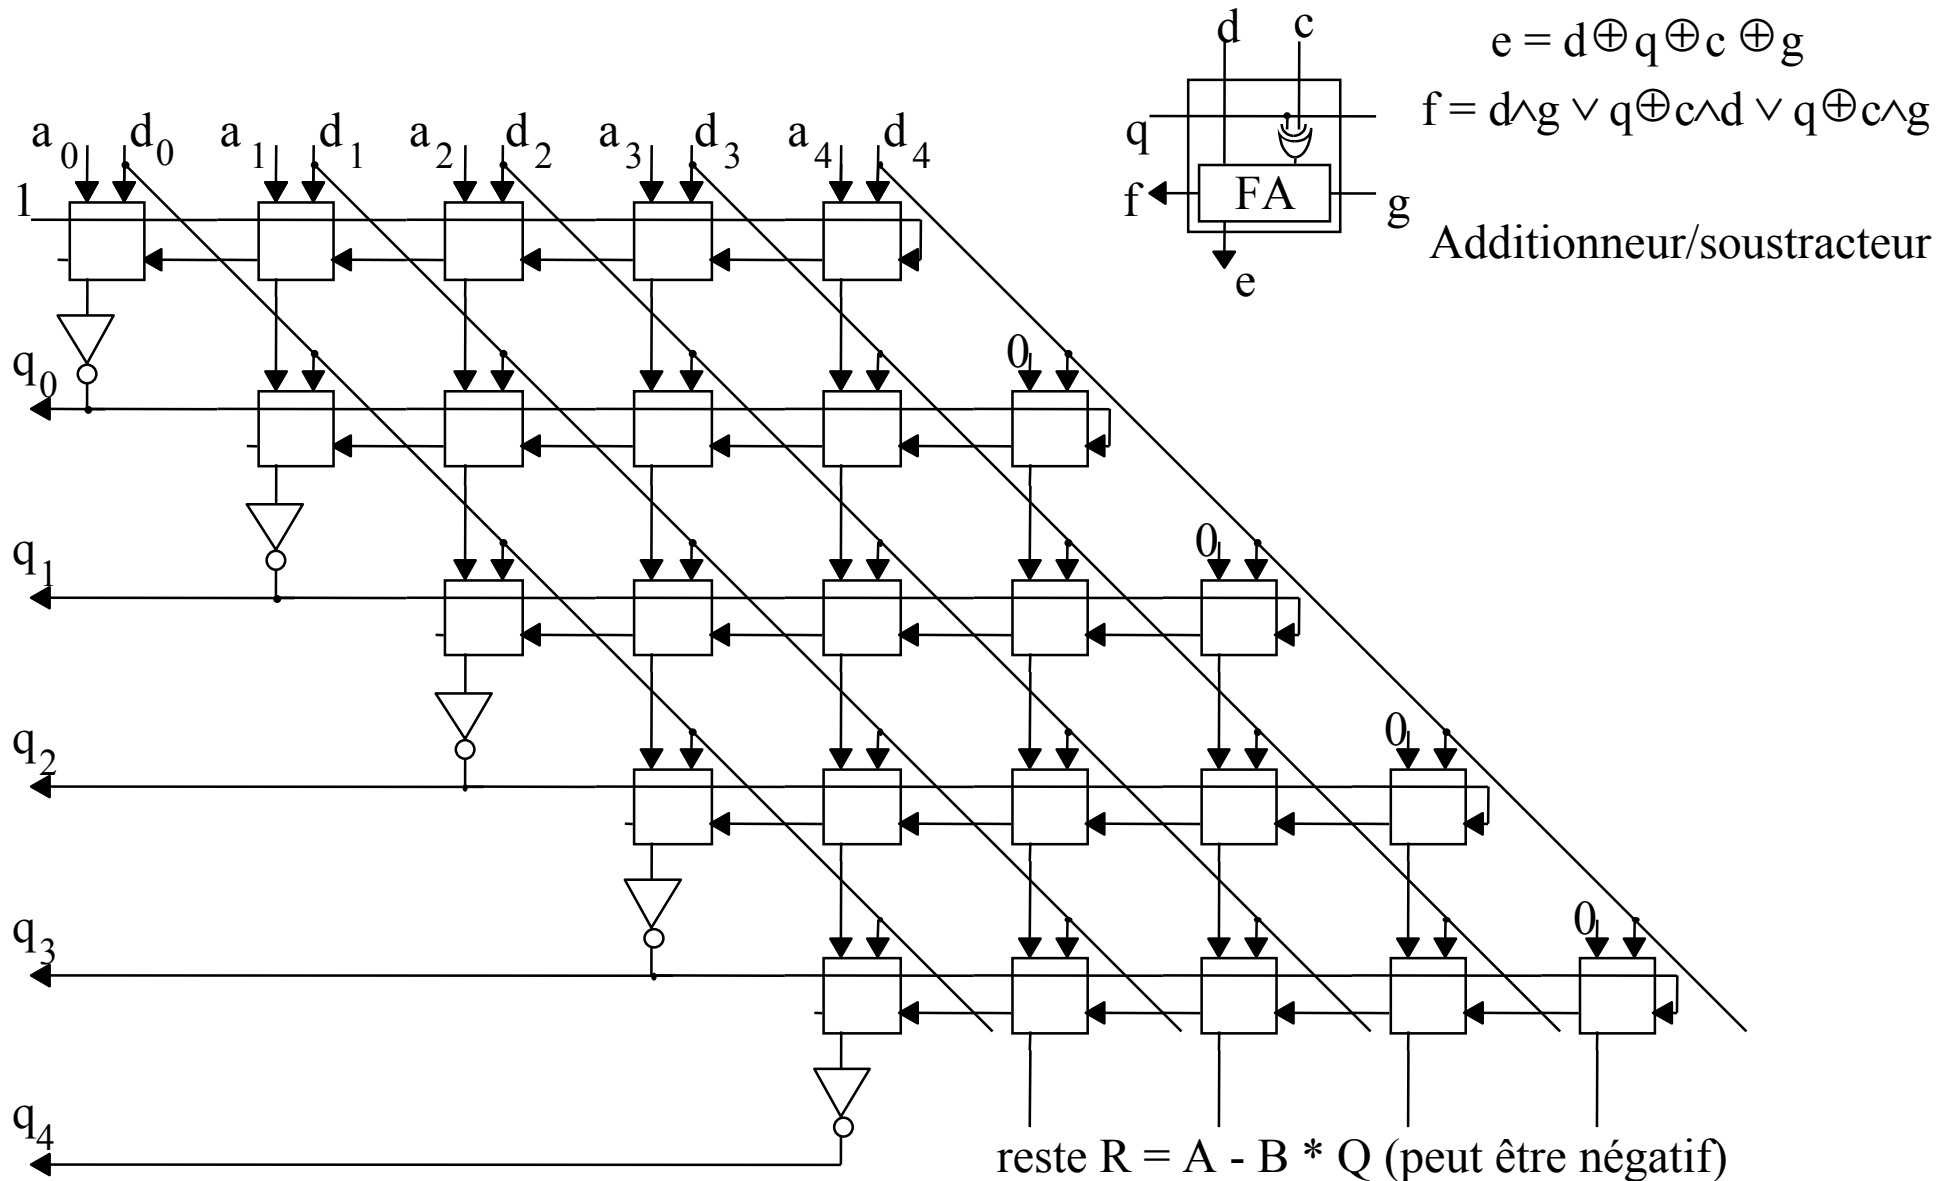 d c
e = d⊕q⊕c ⊕g
f = d∧g ∨ q⊕c∧d ∨ q⊕c∧g
q
FA
f g
e
Additionneur/soustracteur
a0 d0 a1 d1 a2 d2 a3 d3 a4 d4
1
q0 0
q1 0
q2 0
q3 0
q4
reste R = A - B * Q (peut être négatif)